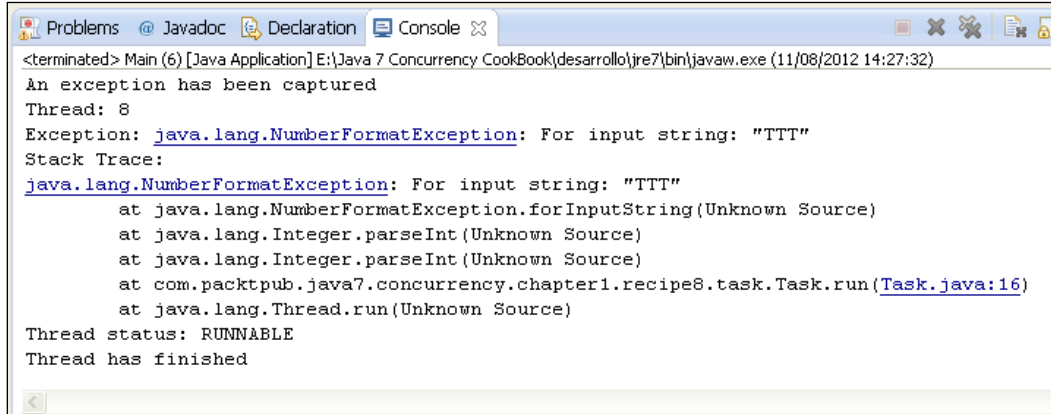 Problems @ Javadoc Declaration Console
<terminated> Main (6) [Java Application] E:\Java 7 Concurrency CookBook\desarrollo\jre7\bin\javaw.exe (11/08/2012 14:27:32)
An exception has been captured
Thread: 8
Exception: java.lang.NumberFormatException: For input string: "TTT"
Stack Trace:
java.lang.NumberFormatException: For input string: "TTT"
at java.lang.NumberFormatException.forInputString(Unknown Source)
at java.lang.Integer.parseInt(Unknown Source)
at java.lang.Integer.parseInt(Unknown Source)
at com.packtpub.java7.concurrency.chapter1.recipe8.task.Task.run(Task.java:16)
at java.lang.Thread.run(Unknown Source)
Thread status: RUNNABLE
Thread has finished